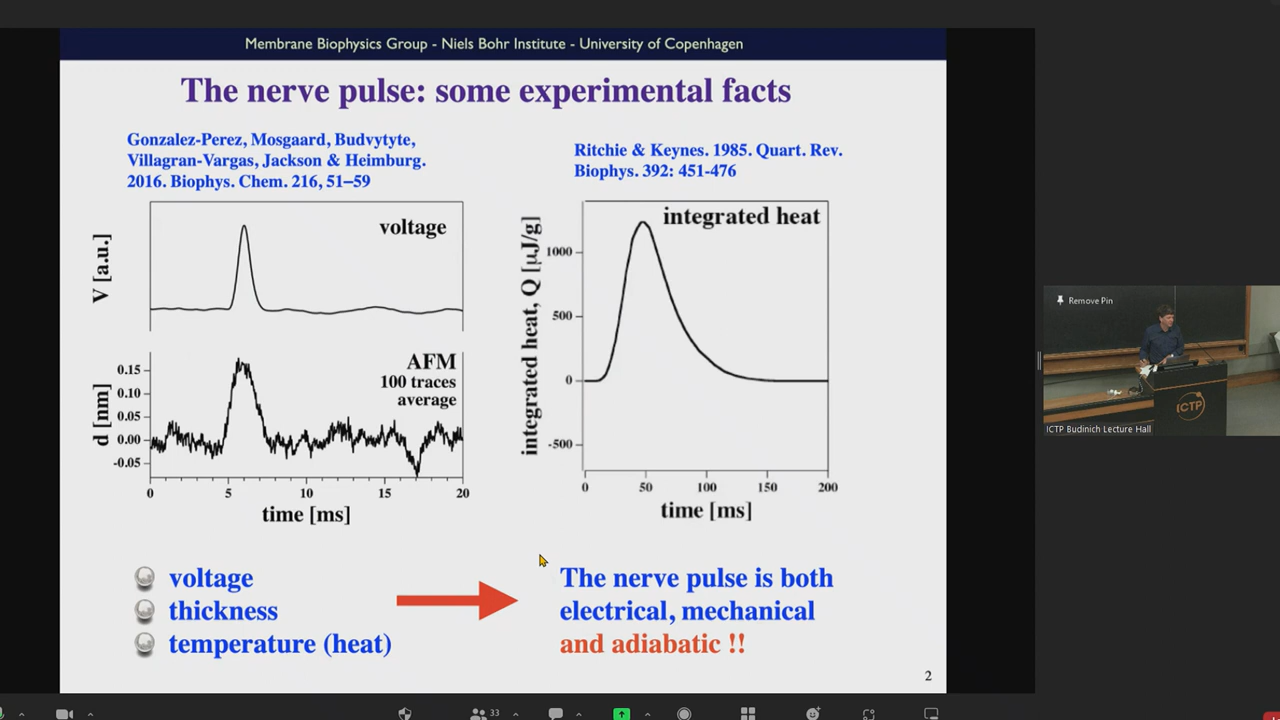 Membrane Biophysics Group - Niels Bohr Institute - University of Copenhagen
The nerve pulse: some experimental facts
Gonzalez-Perez, Mosgaard, Budvytyte,
Villagran-Vargas, Jackson & Heimburg.
2016. Biophys. Chem. 216, 51–59
voltage
V [a.u.]
AFM
100 traces
average
d [nm]
0.15
0.10
0.05
0.00
-0.05
0 5 10 15 20
time [ms]
Ritchie & Keynes. 1985. Quart. Rev.
Biophys. 392: 451-476
integrated heat
integrated heat, Q [µJ/g]
1000
500
0
-500
0 50 100 150 200
time [ms]
voltage
thickness
temperature (heat)
The nerve pulse is both
electrical, mechanical
and adiabatic !!
2
Remove Pin
ICTP
ICTP Budinich Lecture Hall
33